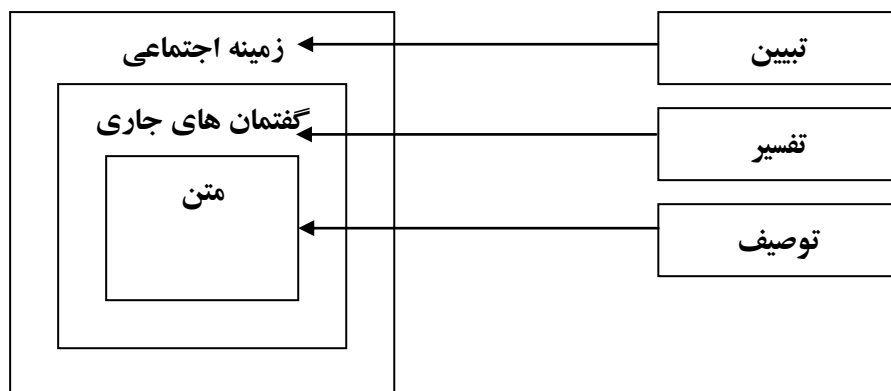 زمینه اجتماعی
تبیین
گفتمان های جاری
تفسیر
متن
توصیف